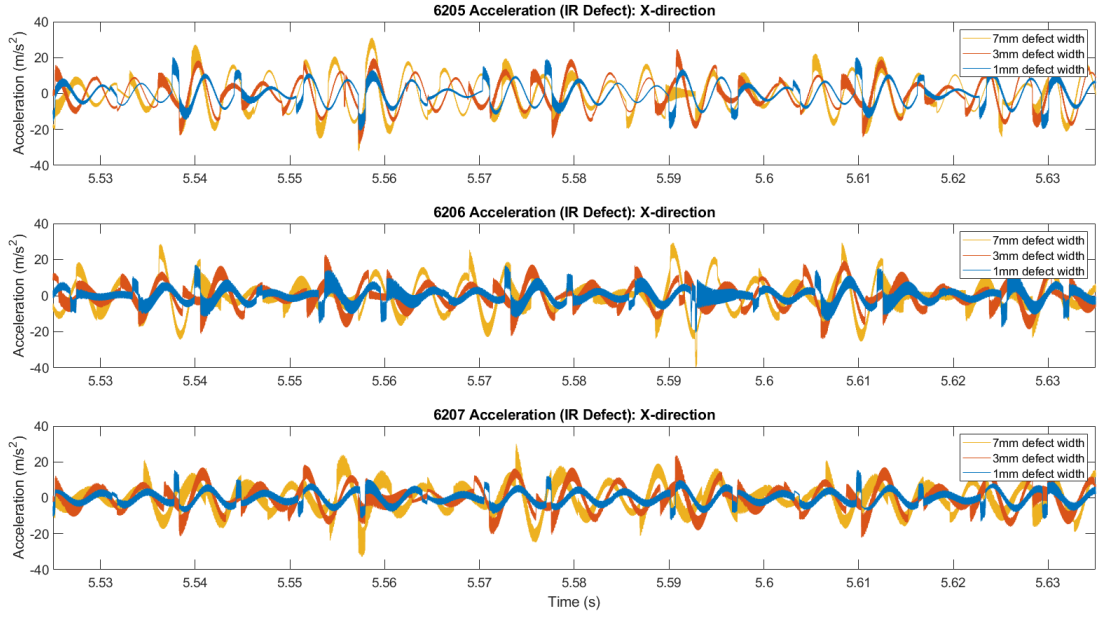 6205 Acceleration (IR Defect): X-direction
Acceleration (m/s²)
40
20
0
-20
-40
7mm defect width
3mm defect width
1mm defect width
5.53 5.54 5.55 5.56 5.57 5.58 5.59 5.6 5.61 5.62 5.63
6206 Acceleration (IR Defect): X-direction
Acceleration (m/s²)
40
20
0
-20
-40
7mm defect width
3mm defect width
1mm defect width
5.53 5.54 5.55 5.56 5.57 5.58 5.59 5.6 5.61 5.62 5.63
6207 Acceleration (IR Defect): X-direction
Acceleration (m/s²)
40
20
0
-20
-40
7mm defect width
3mm defect width
1mm defect width
5.53 5.54 5.55 5.56 5.57 5.58 5.59 5.6 5.61 5.62 5.63
Time (s)